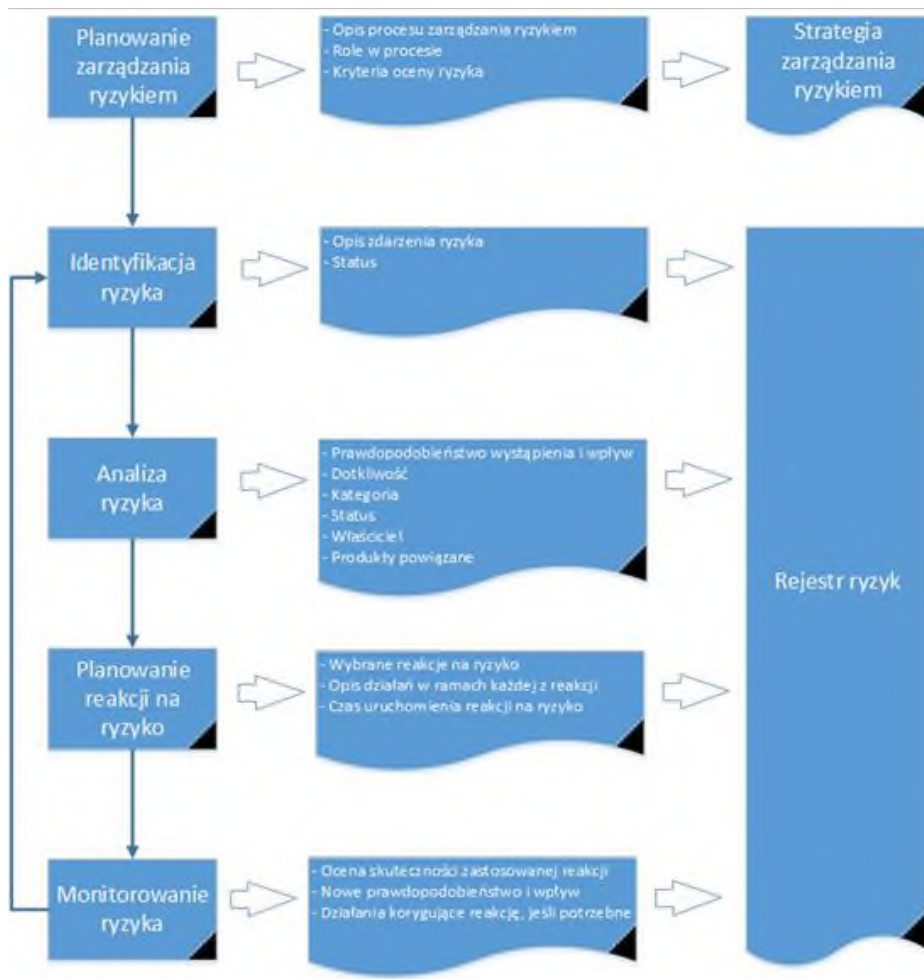 Planowanie
zarządzania
ryzykiem
- Opis procesu zarządzania ryzykiem
- Role w procesie
- Kryteria oceny ryzyka
Strategia
zarządzania
ryzykiem
Identyfikacja
ryzyka
- Opis zdarzenia ryzyka
- Status
Analiza
ryzyka
- Prawdopodobieństwo wystąpienia i wpływ
- Dotkliwość
- Kategoria
- Status
- Właściciel
- Produkty powiązane
Rejestr ryzyk
Planowanie
reakcji na
ryzyko
- Wybrane reakcje na ryzyko
- Opis działań w ramach każdej z reakcji
- Czas uruchomienia reakcji na ryzyko
Monitorowanie
ryzyka
- Ocena skuteczności zastosowanej reakcji
- Nowe prawdopodobieństwo i wpływ
- Działania korygujące reakcję, jeśli potrzebne